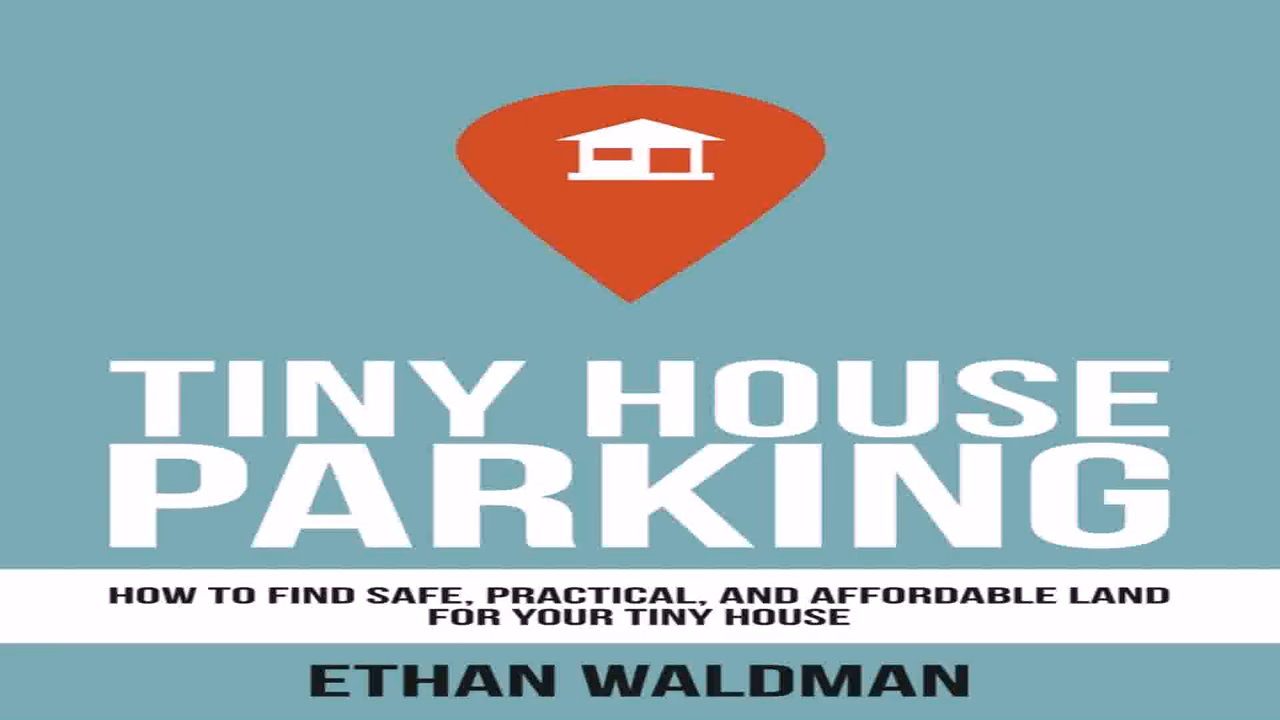 TINY HOUSE
PARKING
HOW TO FIND SAFE, PRACTICAL, AND AFFORDABLE LAND
FOR YOUR TINY HOUSE
ETHAN WALDMAN